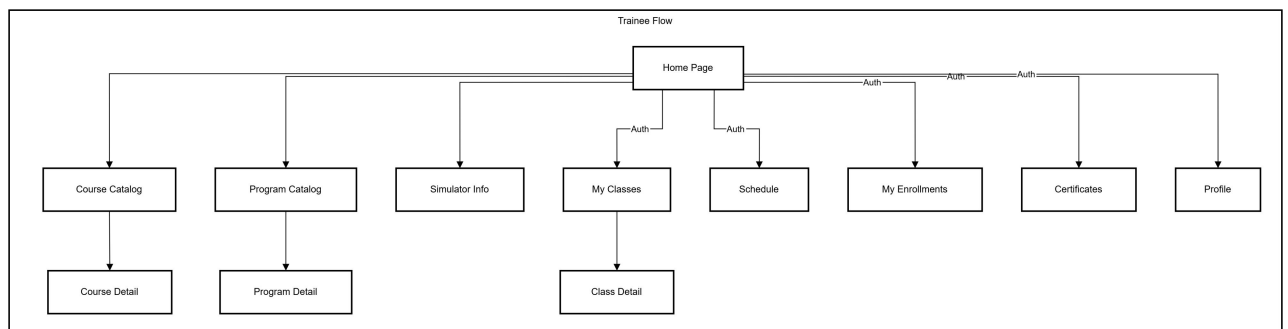 Trainee Flow
Home Page
Auth
Auth
Auth
Auth
Auth
Course Catalog
Program Catalog
Simulator Info
My Classes
Schedule
My Enrollments
Certificates
Profile
Course Detail
Program Detail
Class Detail